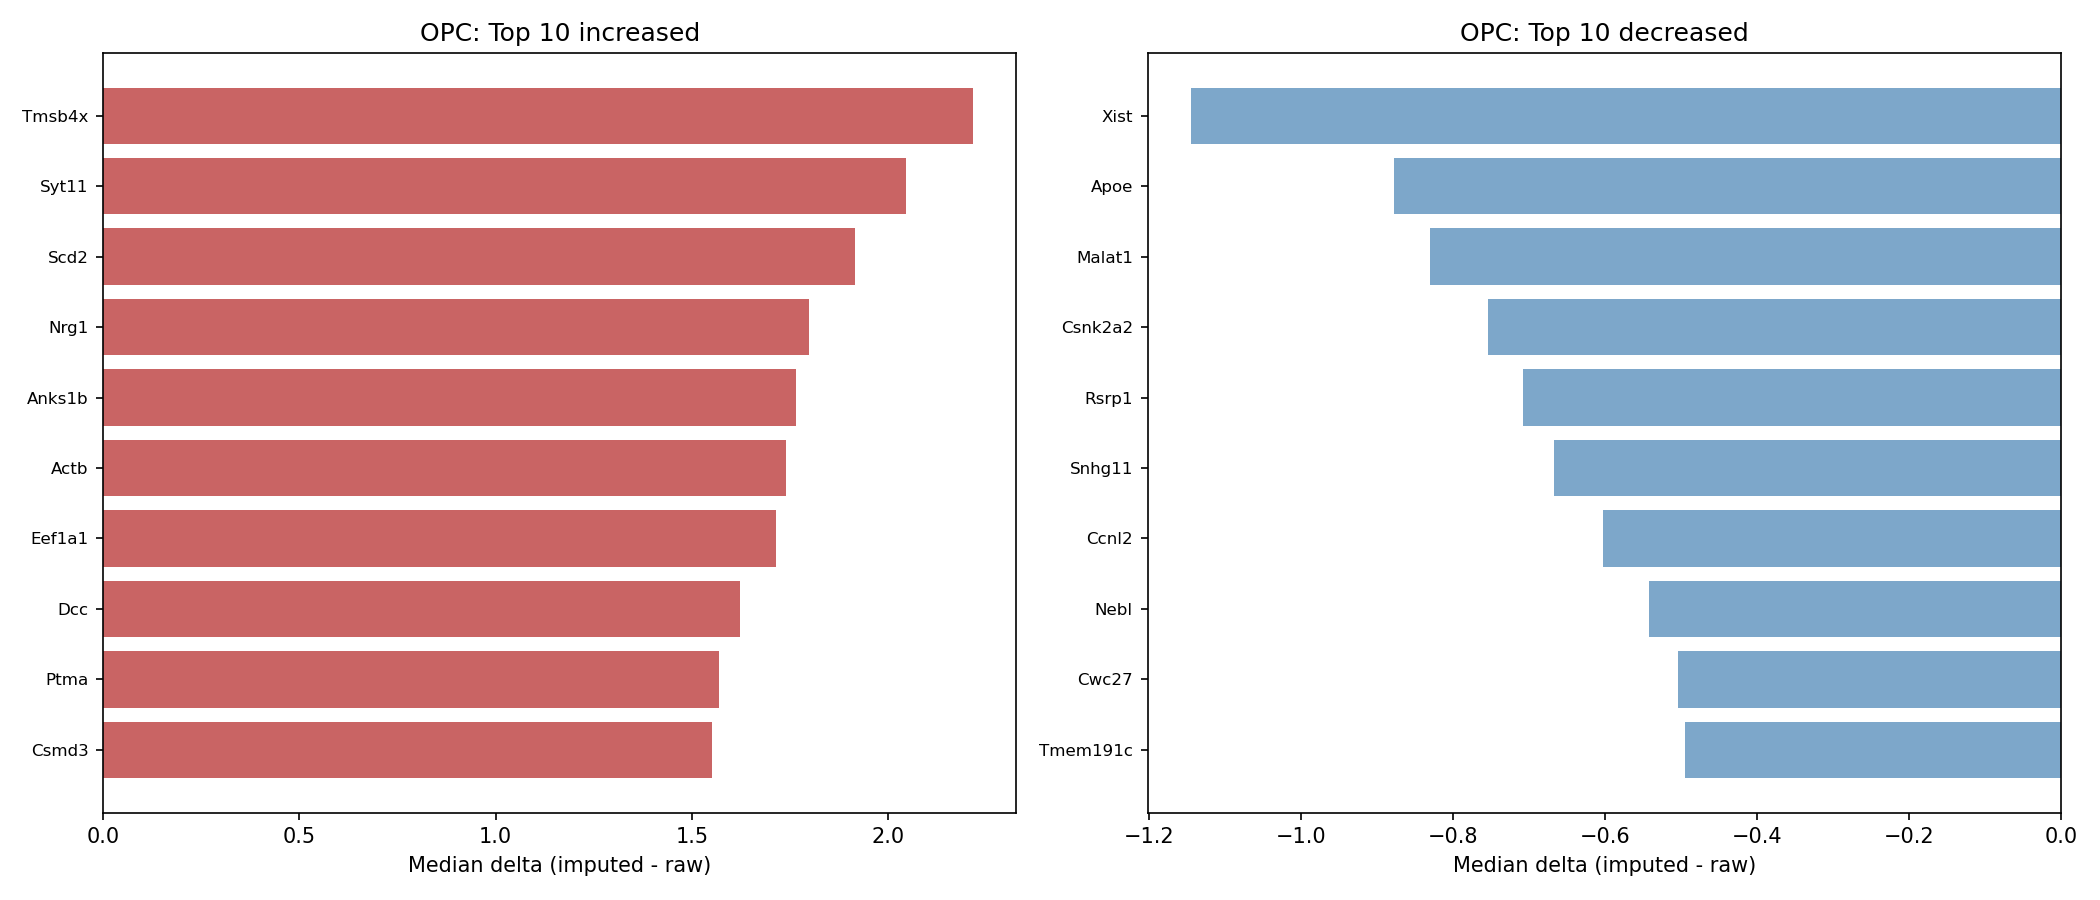 OPC: Top 10 increased
Tmsb4x
Syt11
Scd2
Nrg1
Anks1b
Actb
Eef1a1
Dcc
Ptma
Csmd3
0.0 0.5 1.0 1.5 2.0
Median delta (imputed - raw)
OPC: Top 10 decreased
Xist
Apoe
Malat1
Csnk2a2
Rsrp1
Snhg11
Ccnl2
Nebl
Cwc27
Tmem191c
−1.2 −1.0 −0.8 −0.6 −0.4 −0.2 0.0
Median delta (imputed - raw)